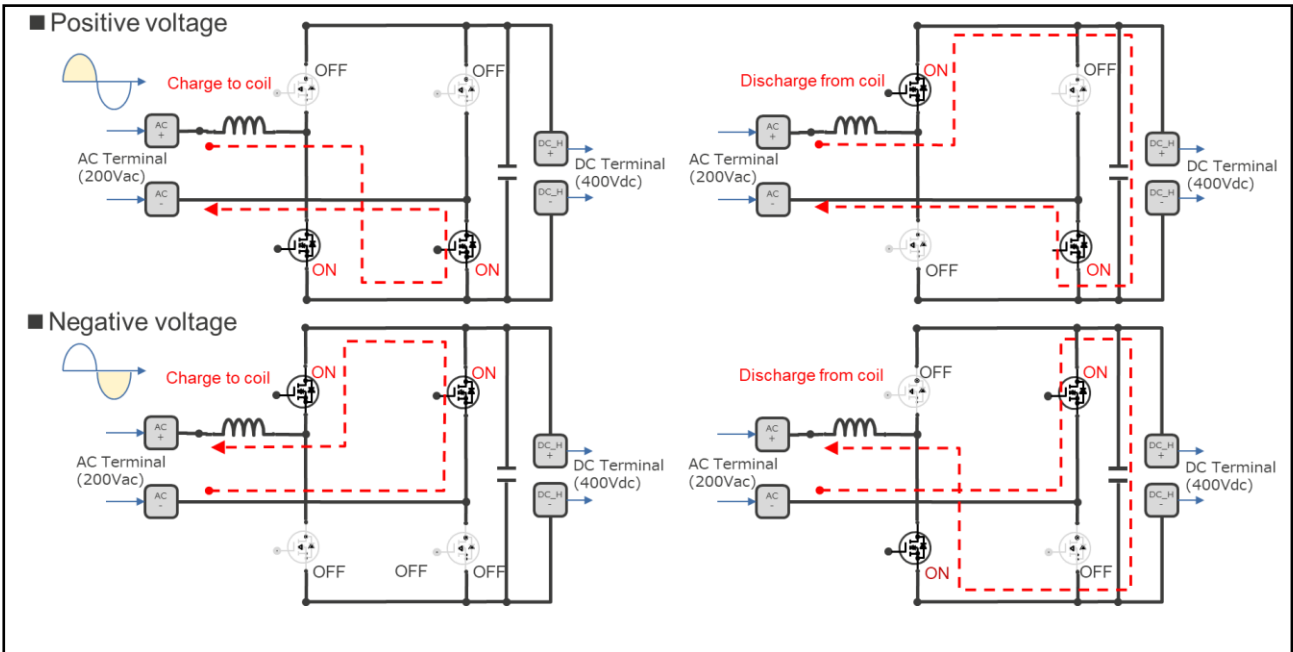 ■ Positive voltage
Charge to coil
OFF
OFF
AC
+
AC Terminal
(200Vac)
AC
-
ON
ON
DC_H
+
DC Terminal
(400Vdc)
DC_H
-
Discharge from coil
ON
OFF
AC
+
AC Terminal
(200Vac)
AC
-
OFF
ON
DC_H
+
DC Terminal
(400Vdc)
DC_H
-
■ Negative voltage
Charge to coil
ON
ON
AC
+
AC Terminal
(200Vac)
AC
-
OFF
OFF
OFF
DC_H
+
DC Terminal
(400Vdc)
DC_H
-
Discharge from coil
OFF
ON
AC
+
AC Terminal
(200Vac)
AC
-
ON
OFF
DC_H
+
DC Terminal
(400Vdc)
DC_H
-